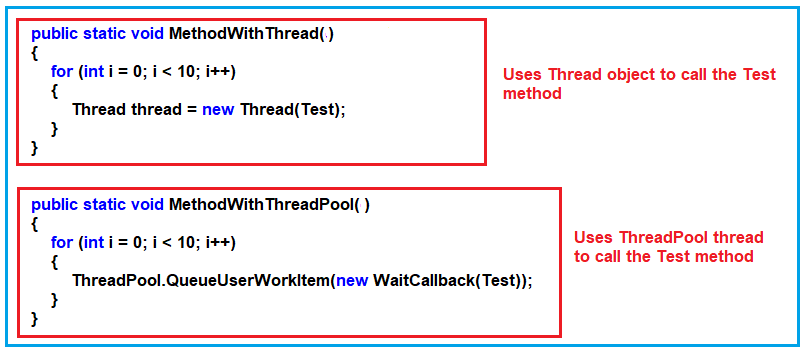 public static void MethodWithThread( )
{
for (int i = 0; i < 10; i++)
{
Thread thread = new Thread(Test);
}
}
Uses Thread object to call the Test
method
public static void MethodWithThreadPool( )
{
for (int i = 0; i < 10; i++)
{
ThreadPool.QueueUserWorkItem(new WaitCallback(Test));
}
}
Uses ThreadPool thread
to call the Test method